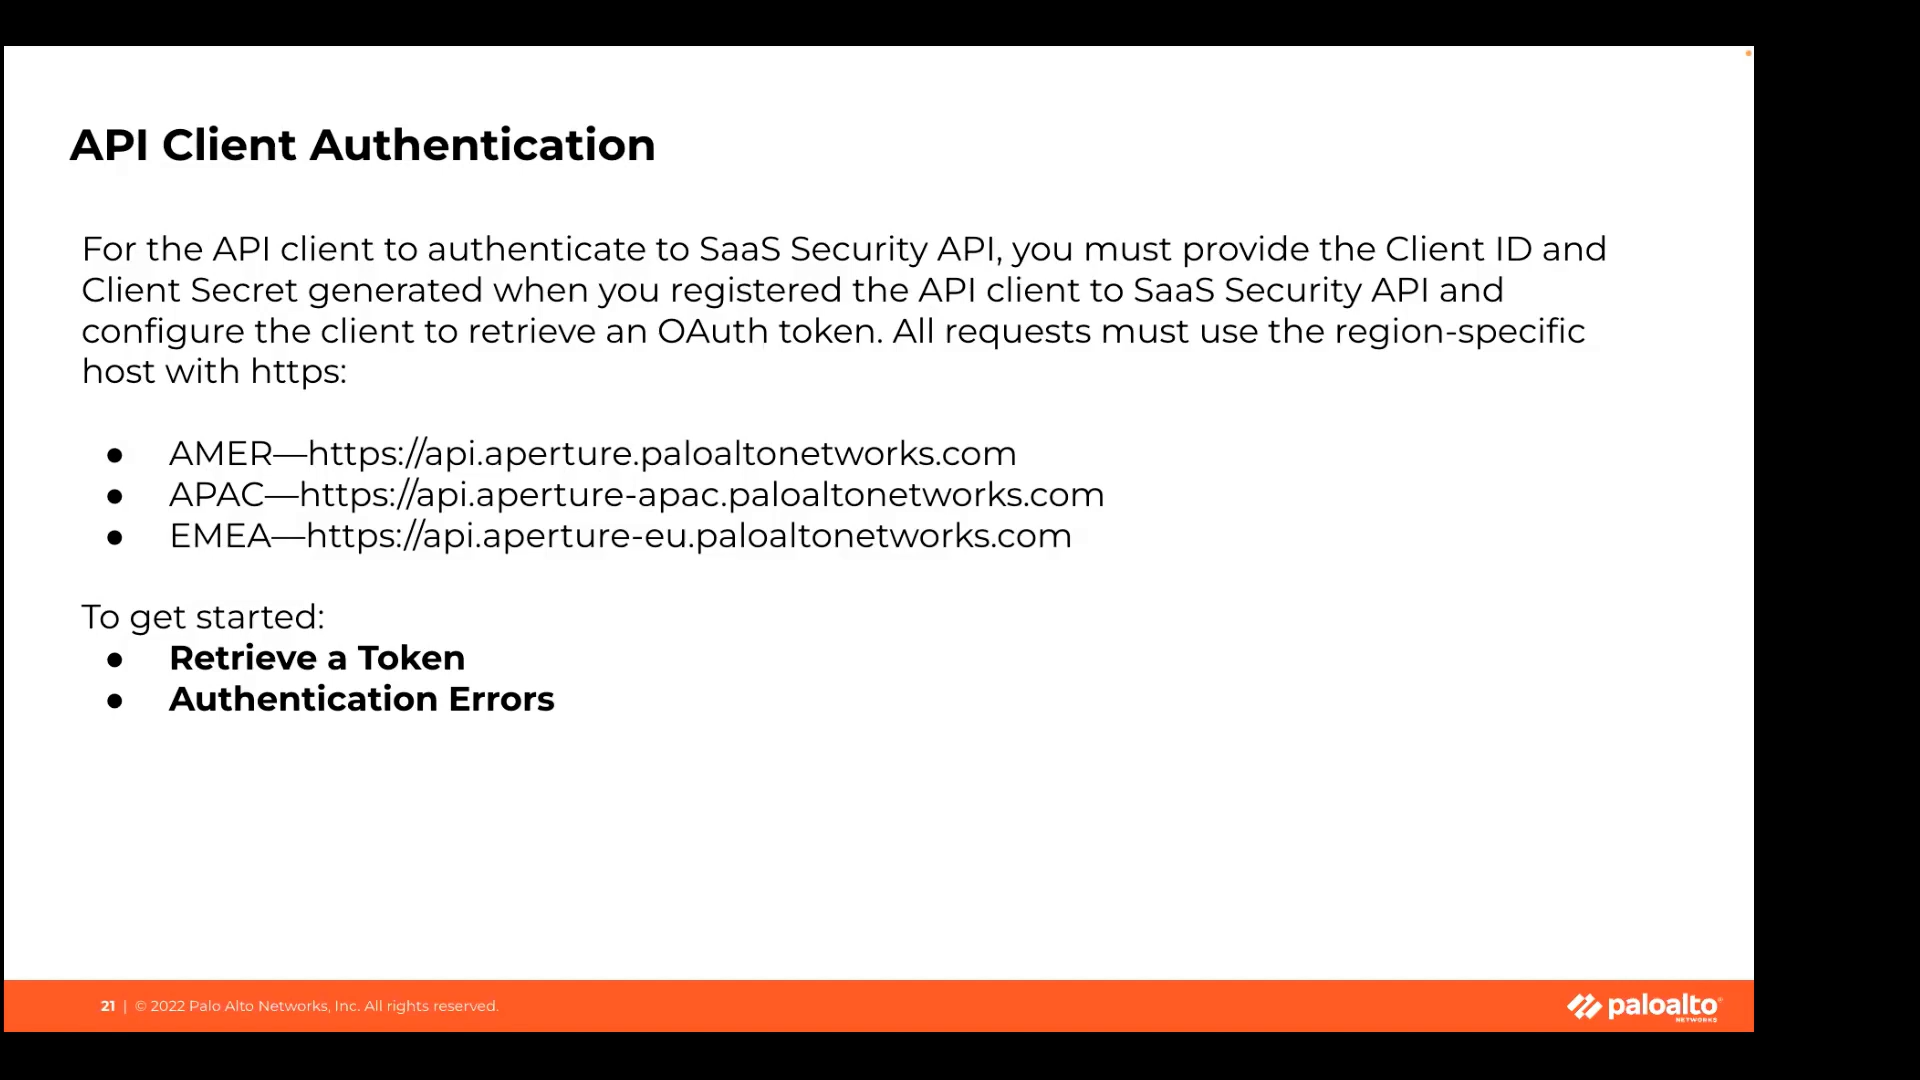 API Client Authentication
For the API client to authenticate to SaaS Security API, you must provide the Client ID and
Client Secret generated when you registered the API client to SaaS Security API and
configure the client to retrieve an OAuth token. All requests must use the region-specific
host with https:
● AMER—https://api.aperture.paloaltonetworks.com
● APAC—https://api.aperture-apac.paloaltonetworks.com
● EMEA—https://api.aperture-eu.paloaltonetworks.com
To get started:
● Retrieve a Token
● Authentication Errors
21 | © 2022 Palo Alto Networks, Inc. All rights reserved.
paloalto
NETWORKS